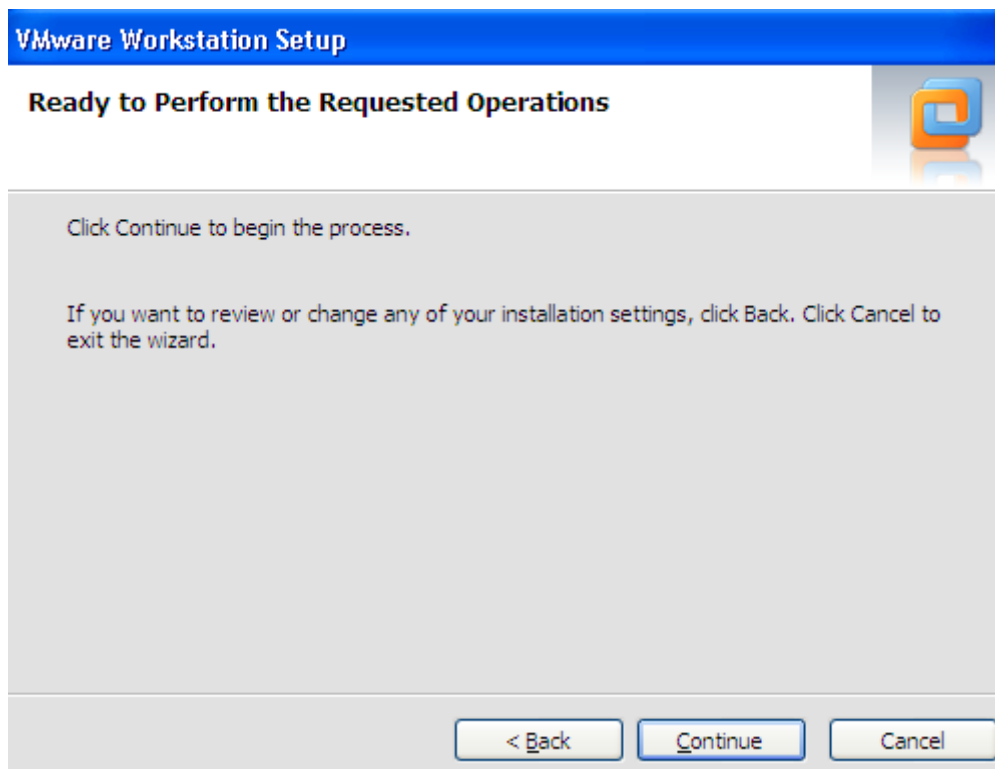 VMware Workstation Setup
Ready to Perform the Requested Operations
Click Continue to begin the process.
If you want to review or change any of your installation settings, click Back. Click Cancel to
exit the wizard.
< Back
Continue
Cancel